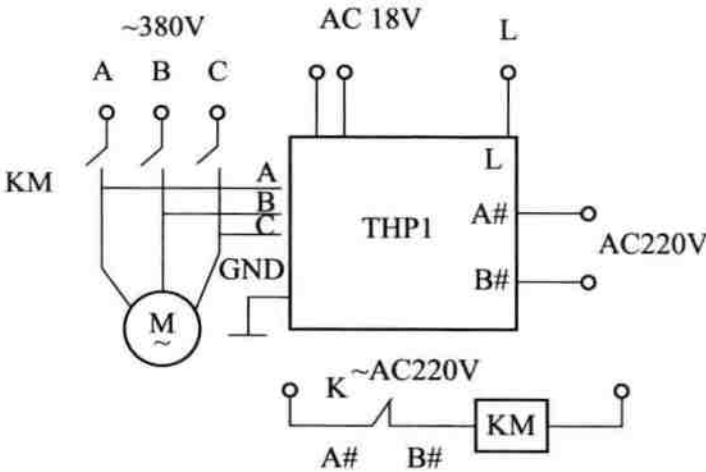 ~380V
AC 18V
L
A B C
KM
A
B
C
GND
THP1
L
A#
B#
AC220V
M
~
K
~AC220V
KM
A#
B#